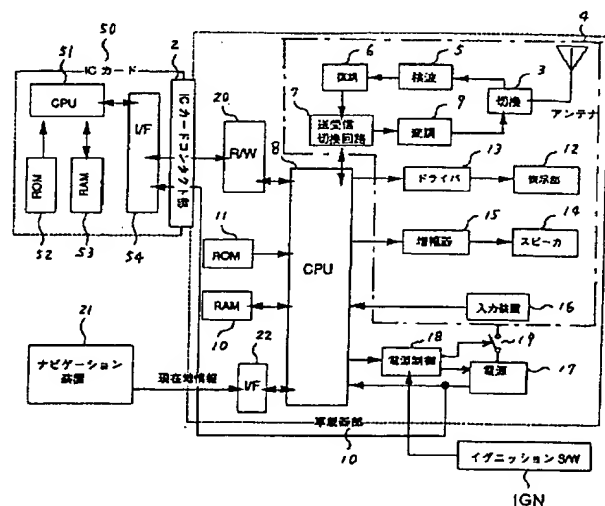 50
ICカード
51
CPU
ROM
RAM
I/F
52
53
54
2
ICカードコンタクト部
20
R/W
4
6
復調
5
検波
3
切換
アンテナ
7
送受信
切換回路
9
変調
8
CPU
13
ドライバ
12
表示部
15
増幅器
14
スピーカ
11
ROM
RAM
10
入力装置
16
18
電源制御
19
電源
17
21
ナビゲーション
装置
現在地情報
22
I/F
車載器部
10
イグニッションS/W
IGN